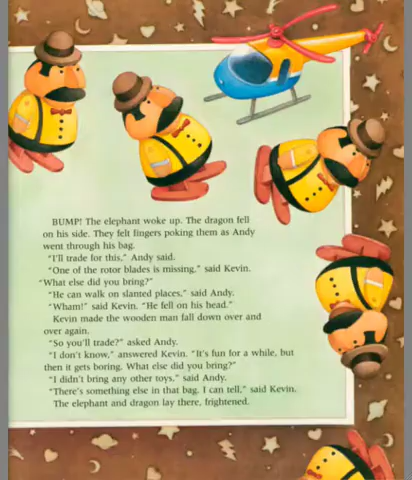 BUMP! The elephant woke up. The dragon fell
on his side. They felt fingers poking them as Andy
went through his bag.
"I'll trade for this," Andy said.
"One of the rotor blades is missing," said Kevin.
"What else did you bring?"
"He can walk on slanted places," said Andy.
"Wham!" said Kevin. "He fell on his head."
Kevin made the wooden man fall down over and
over again.
"So you'll trade?" asked Andy.
"I don't know," answered Kevin. "It's fun for a while, but
then it gets boring. What else did you bring?"
"I didn't bring any other toys," said Andy.
"There's something else in that bag. I can tell," said Kevin.
The elephant and dragon lay there, frightened.